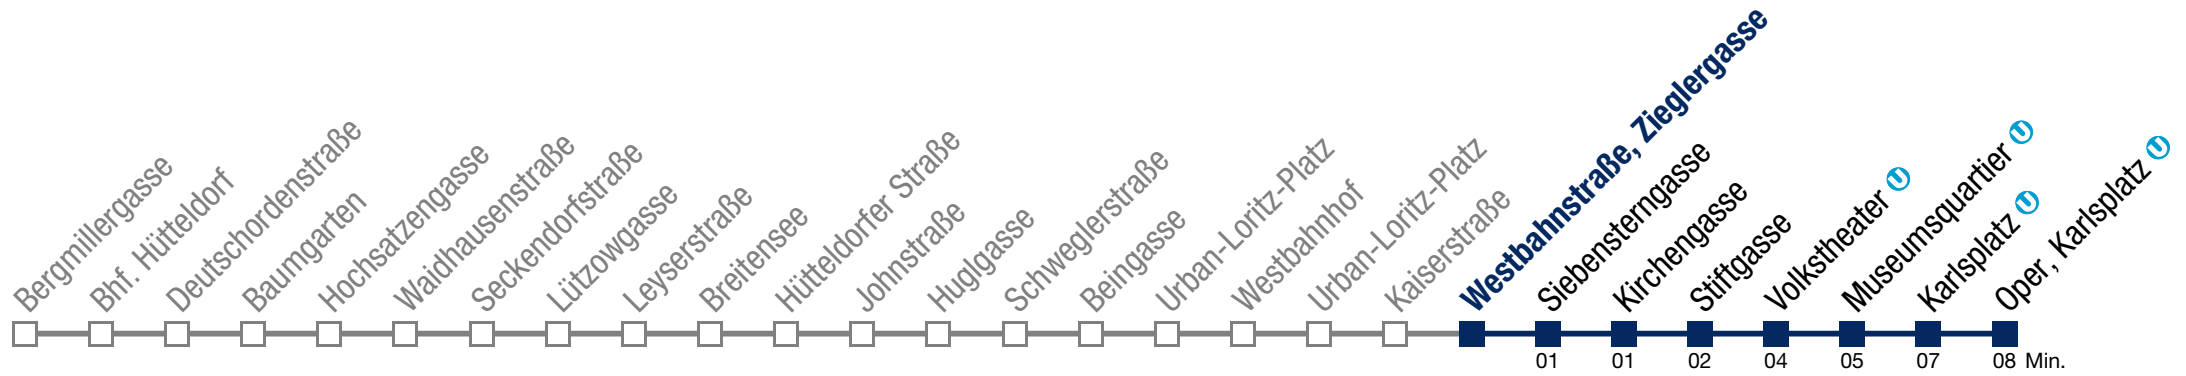 Bergmillergasse
Bhf. Hütteldorf
Deutschordenstraße
Baumgarten
Hochsatzengasse
Waidhausenstraße
Seckendorfstraße
Lützowgasse
Leyserstraße
Breitensee
Hütteldorfer Straße
Johnstraße
Huglgasse
Schweglerstraße
Beingasse
Urban-Loritz-Platz
Westbahnhof
Urban-Loritz-Platz
Kaiserstraße
Westbahnstraße, Zieglergasse
Siebensterngasse
Kirchengasse
Stiftgasse
Volkstheater U
Museumsquartier U
Karlsplatz U
Oper, Karlsplatz U
01 01 02 04 05 07 08 Min.